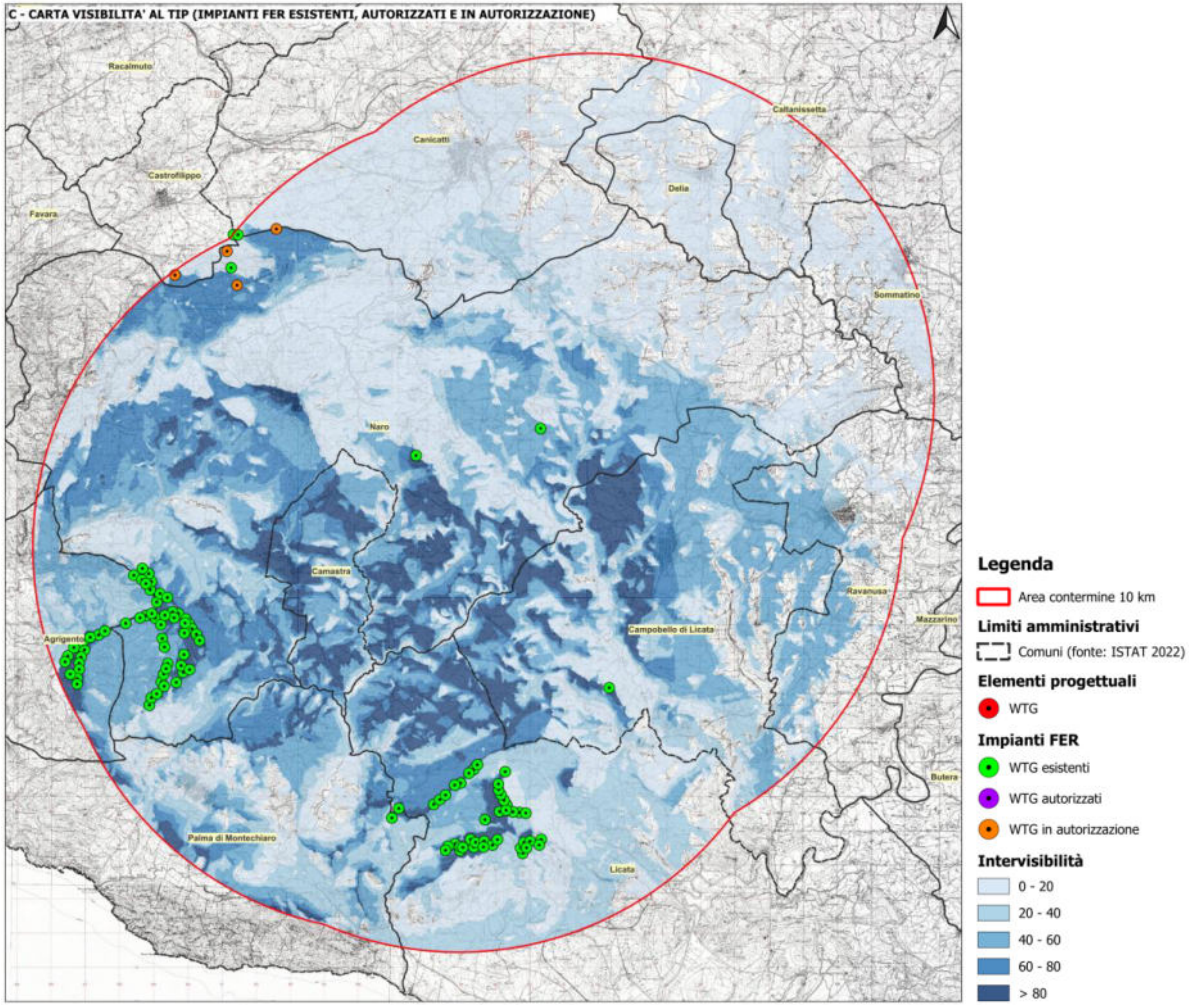 C - CARTA VISIBILITA' AL TIP (IMPIANTI FER ESISTENTI, AUTORIZZATI E IN AUTORIZZAZIONE)
Racalmuto
Caltanissetta
Canicatti
Castrofilippo
Delia
Favara
Sommatino
Naro
Camastra
Ravanusa
Mazzarino
Campobello di Licata
Agrigento
Butera
Palma di Montechiaro
Licata
Legenda
Area contermine 10 km
Limiti amministrativi
Comuni (fonte: ISTAT 2022)
Elementi progettuali
WTG
Impianti FER
WTG esistenti
WTG autorizzati
WTG in autorizzazione
Intervisibilità
0 - 20
20 - 40
40 - 60
60 - 80
> 80